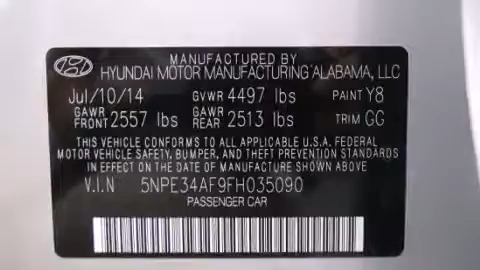 MANUFACTURED BY
HYUNDAI MOTOR MANUFACTURING ALABAMA, LLC
Jul/10/14 GVWR 4497 lbs PAINT Y8
GAWR FRONT 2557 lbs GAWR REAR 2513 lbs TRIM GG
THIS VEHICLE CONFORMS TO ALL APPLICABLE U.S.A FEDERAL
MOTOR VEHICLE SAFETY, BUMPER, AND THEFT PREVENTION STANDARDS
IN EFFECT ON THE DATE OF MANUFACTURE SHOWN ABOVE.
V.I.N 5NPE34AF9FH035090
PASSENGER CAR